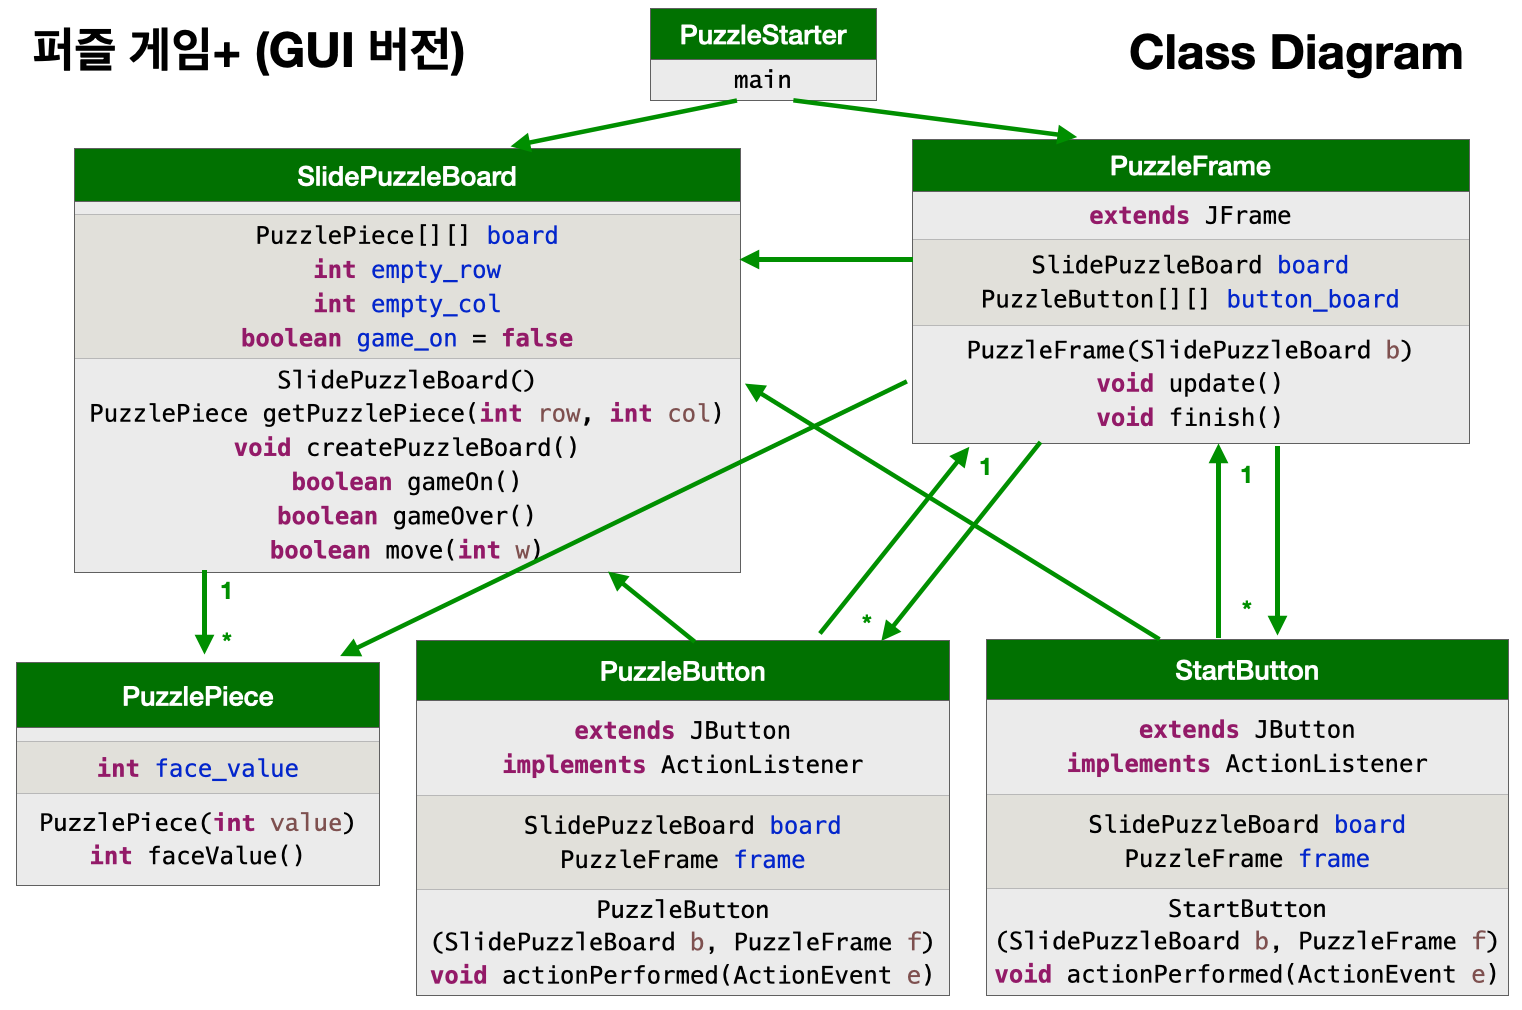 퍼즐 게임+ (GUI 버전)
Class Diagram
PuzzleStarter
main
SlidePuzzleBoard
PuzzlePiece[][] board
int empty_row
int empty_col
boolean game_on = false
SlidePuzzleBoard()
PuzzlePiece getPuzzlePiece(int row, int col)
void createPuzzleBoard()
boolean gameOn()
boolean gameOver()
boolean move(int w)
PuzzleFrame
extends JFrame
SlidePuzzleBoard board
PuzzleButton[][] button_board
PuzzleFrame(SlidePuzzleBoard b)
void update()
void finish()
1
*
1
*
1
*
PuzzlePiece
int face_value
PuzzlePiece(int value)
int faceValue()
PuzzleButton
extends JButton
implements ActionListener
SlidePuzzleBoard board
PuzzleFrame frame
PuzzleButton
(SlidePuzzleBoard b, PuzzleFrame f)
void actionPerformed(ActionEvent e)
StartButton
extends JButton
implements ActionListener
SlidePuzzleBoard board
PuzzleFrame frame
StartButton
(SlidePuzzleBoard b, PuzzleFrame f)
void actionPerformed(ActionEvent e)